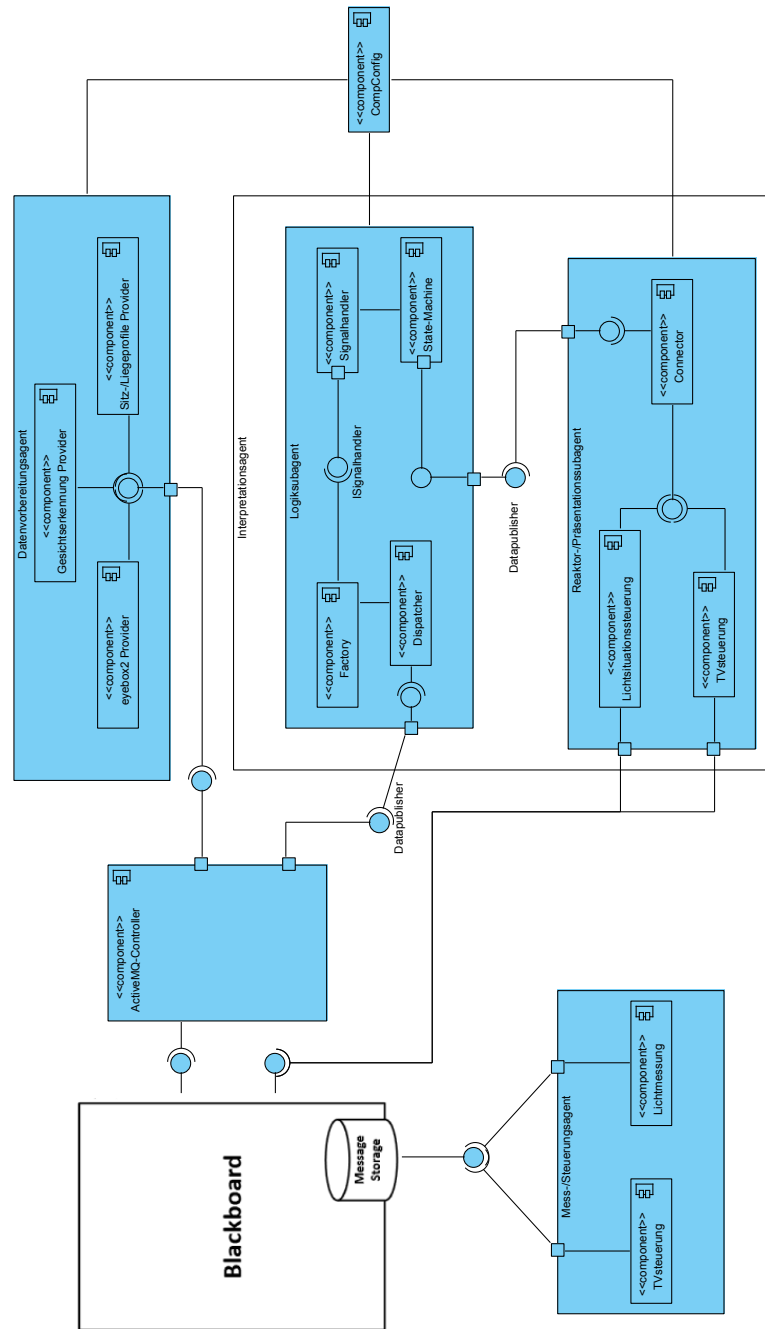 Blackboard
Message
Storage
<<component>>
ActiveMQ-Controller
Datenvorbereitungsagent
<<component>>
eyebox2 Provider
<<component>>
Gesichtserkennung Provider
<<component>>
Sitz-/Liegeprofile Provider
<<component>>
CompConfig
Interpretationsagent
Logiksubagent
<<component>>
Factory
<<component>>
Dispatcher
ISignalhandler
<<component>>
Signalhandler
<<component>>
State-Machine
Datapublisher
Datapublisher
Reaktor-/Präsentationssubagent
<<component>>
Lichtsituationssteuerung
<<component>>
TVsteuerung
<<component>>
Connector
Mess-/Steuerungsagent
<<component>>
TVsteuerung
<<component>>
Lichtmessung